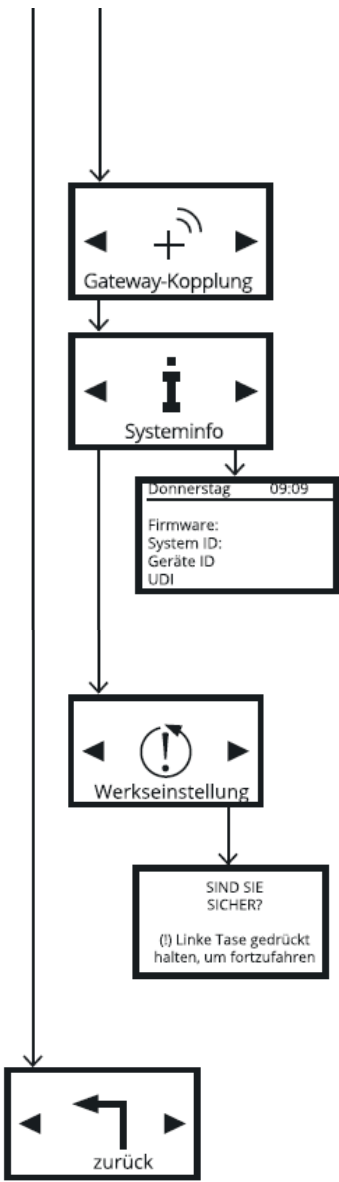 Gateway-Kopplung
Systeminfo
Donnerstag 09:09
Firmware:
System ID:
Geräte ID
UDI
Werkseinstellung
SIND SIE
SICHER?
(!) Linke Tase gedrückt
halten, um fortzufahren
zurück